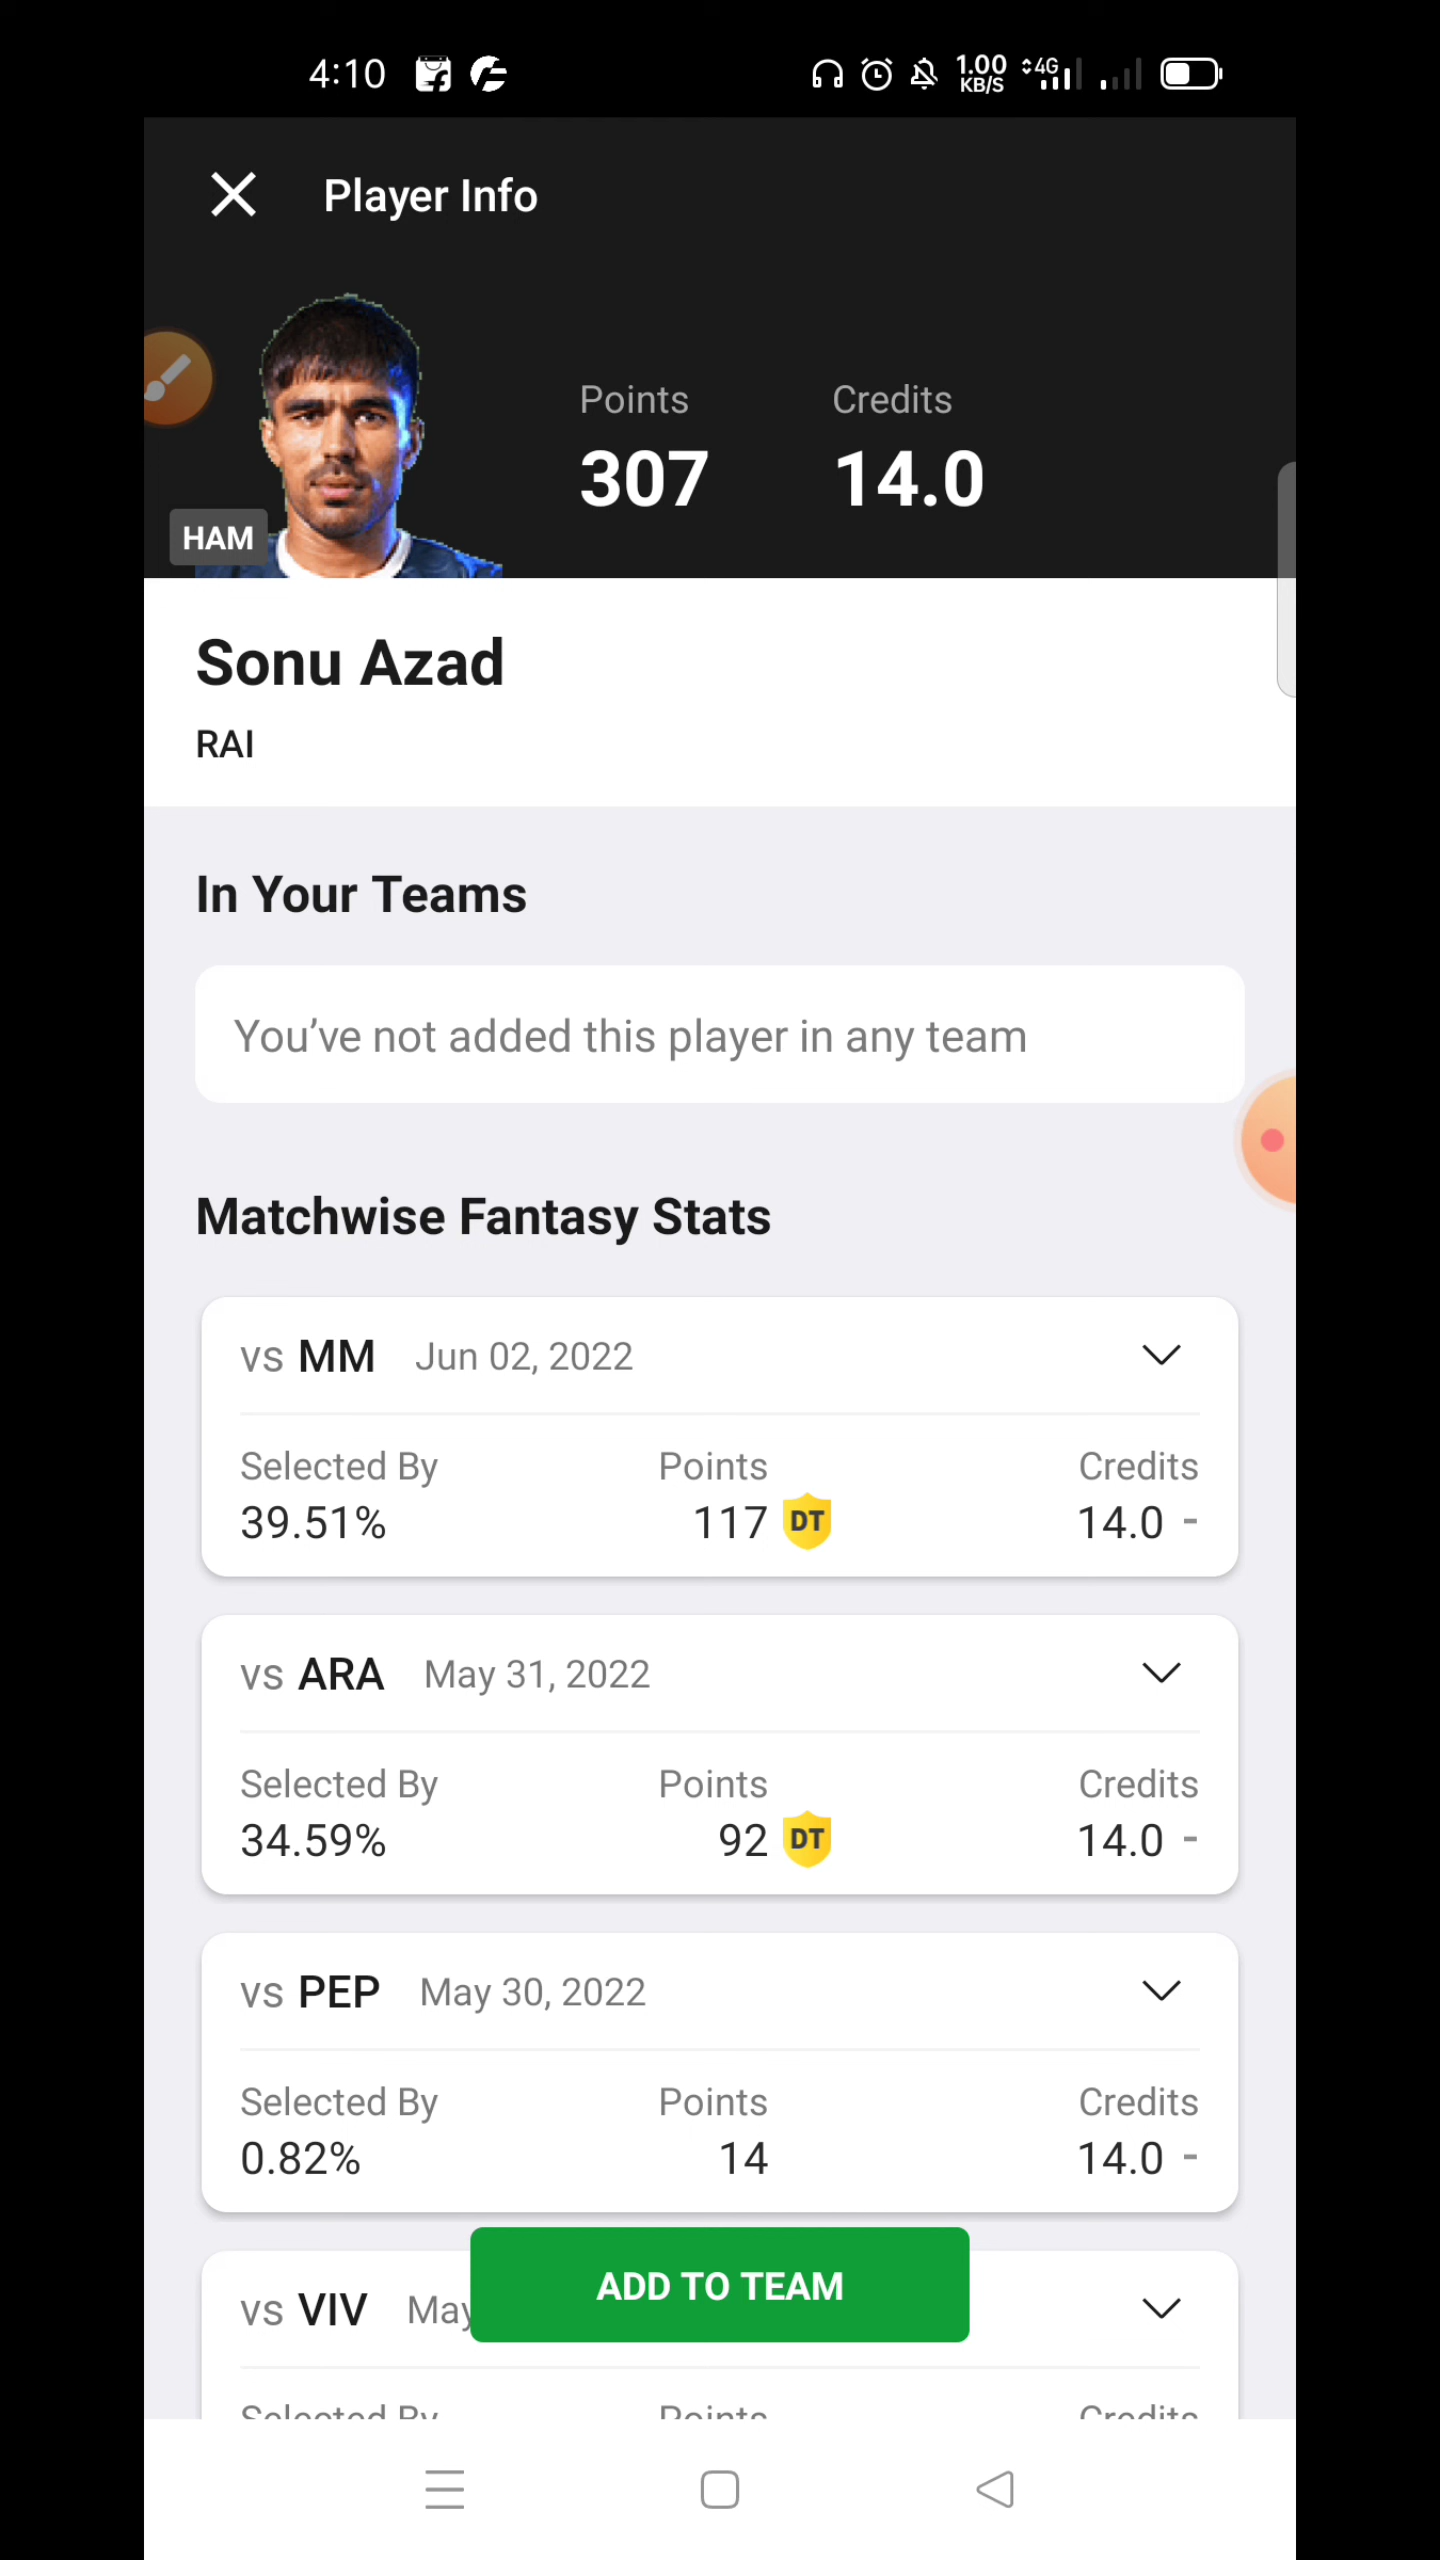 4:10
1.00 KB/S 4G
Player Info
Points Credits
307 14.0
HAM
Sonu Azad
RAI
In Your Teams
You've not added this player in any team
Matchwise Fantasy Stats
vs MM Jun 02, 2022
Selected By Points Credits
39.51% 117 DT 14.0 -
vs ARA May 31, 2022
Selected By Points Credits
34.59% 92 DT 14.0 -
vs PEP May 30, 2022
Selected By Points Credits
0.82% 14 14.0 -
ADD TO TEAM
vs VIV May
Selected By Points Credits